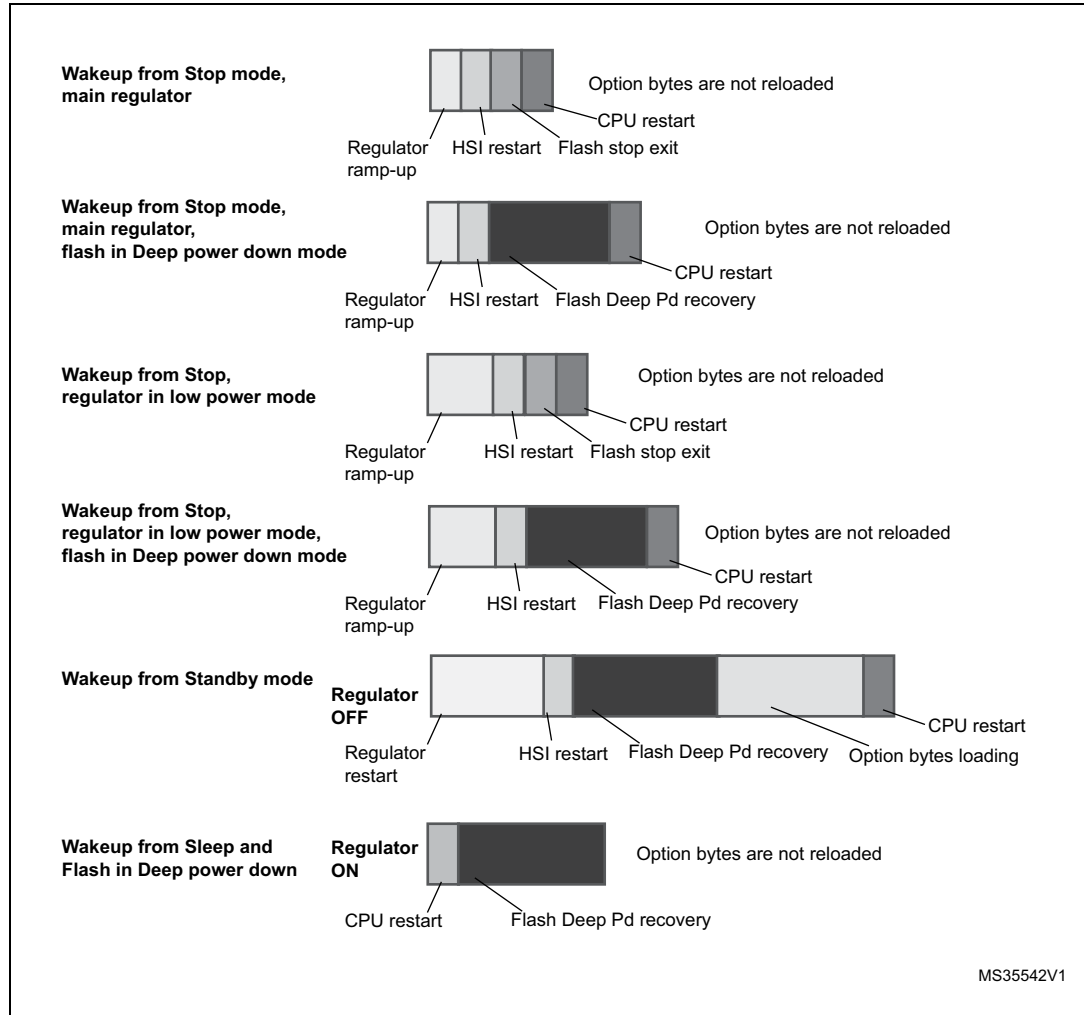 Wakeup from Stop mode,
main regulator
Option bytes are not reloaded
CPU restart
Regulator
ramp-up
HSI restart
Flash stop exit
Wakeup from Stop mode,
main regulator,
flash in Deep power down mode
Option bytes are not reloaded
CPU restart
Regulator
ramp-up
HSI restart
Flash Deep Pd recovery
Wakeup from Stop,
regulator in low power mode
Option bytes are not reloaded
CPU restart
Regulator
ramp-up
HSI restart
Flash stop exit
Wakeup from Stop,
regulator in low power mode,
flash in Deep power down mode
Option bytes are not reloaded
CPU restart
Regulator
ramp-up
HSI restart
Flash Deep Pd recovery
Wakeup from Standby mode
Regulator
OFF
CPU restart
Regulator
restart
HSI restart
Flash Deep Pd recovery
Option bytes loading
Wakeup from Sleep and
Flash in Deep power down
Regulator
ON
Option bytes are not reloaded
CPU restart
Flash Deep Pd recovery
MS35542V1